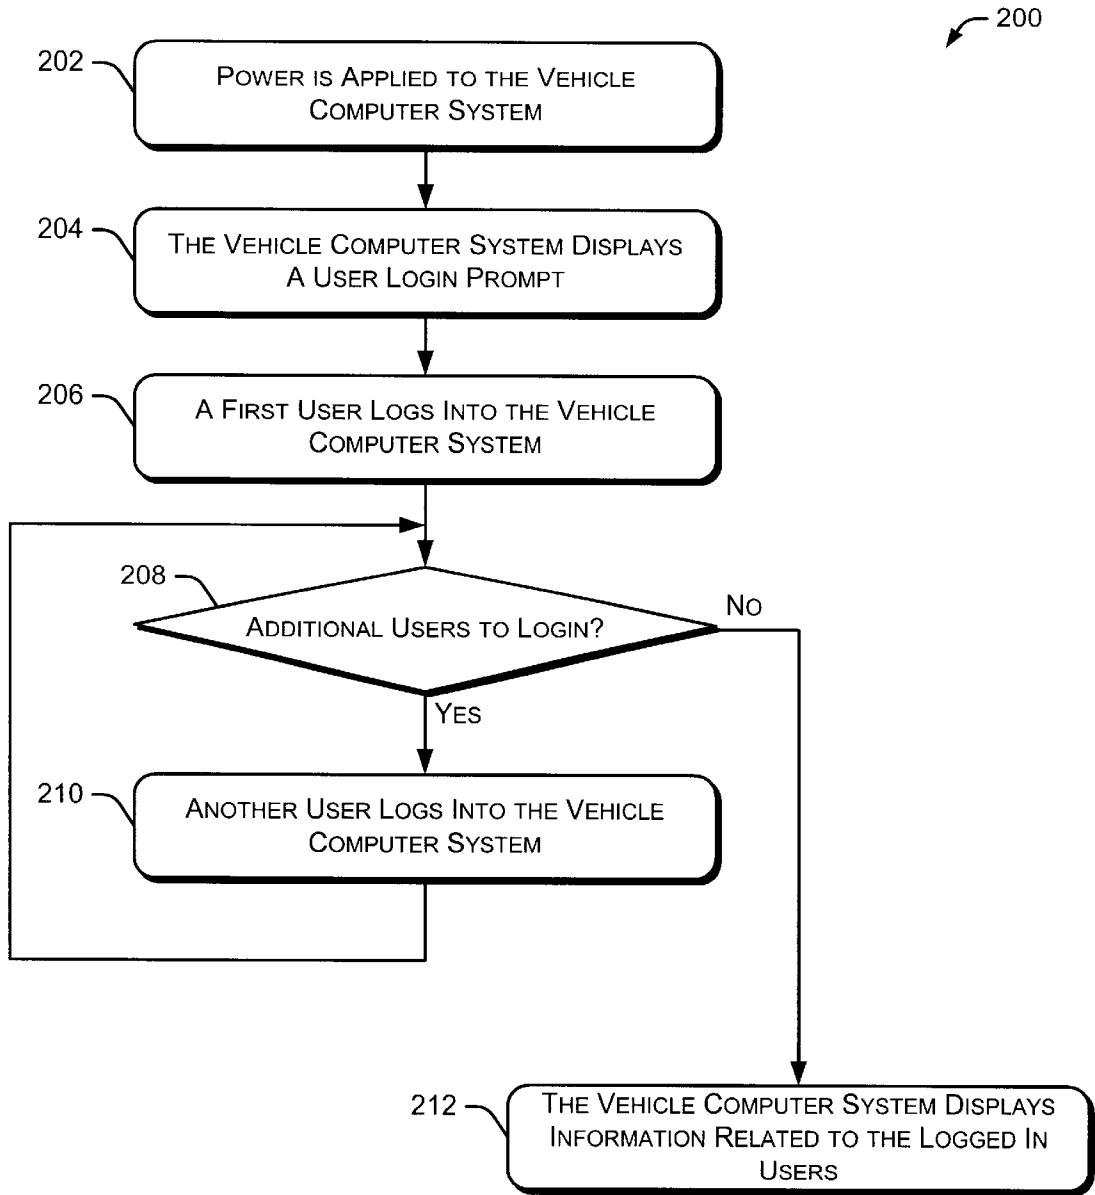 200
202
POWER IS APPLIED TO THE VEHICLE
COMPUTER SYSTEM
204
THE VEHICLE COMPUTER SYSTEM DISPLAYS
A USER LOGIN PROMPT
206
A FIRST USER LOGS INTO THE VEHICLE
COMPUTER SYSTEM
208
ADDITIONAL USERS TO LOGIN?
NO
YES
210
ANOTHER USER LOGS INTO THE VEHICLE
COMPUTER SYSTEM
212
THE VEHICLE COMPUTER SYSTEM DISPLAYS
INFORMATION RELATED TO THE LOGGED IN
USERS